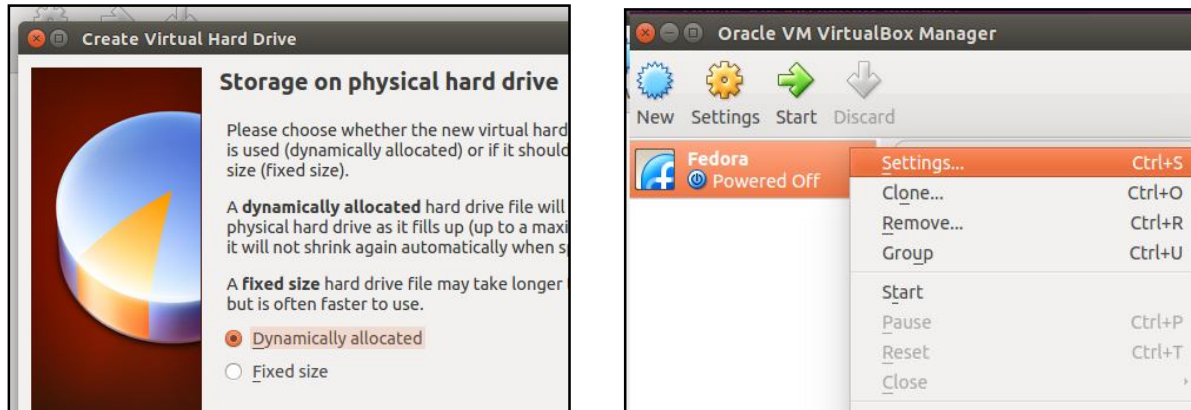 Create Virtual Hard Drive
Storage on physical hard drive
Please choose whether the new virtual hard
is used (dynamically allocated) or if it should
size (fixed size).
A dynamically allocated hard drive file will
physical hard drive as it fills up (up to a maxi
it will not shrink again automatically when s
A fixed size hard drive file may take longer
but is often faster to use.
Dynamically allocated
Fixed size
Oracle VM VirtualBox Manager
New Settings Start Discard
Fedora
Powered Off
Settings... Ctrl+S
Clone... Ctrl+O
Remove... Ctrl+R
Group Ctrl+U
Start
Pause Ctrl+P
Reset Ctrl+T
Close